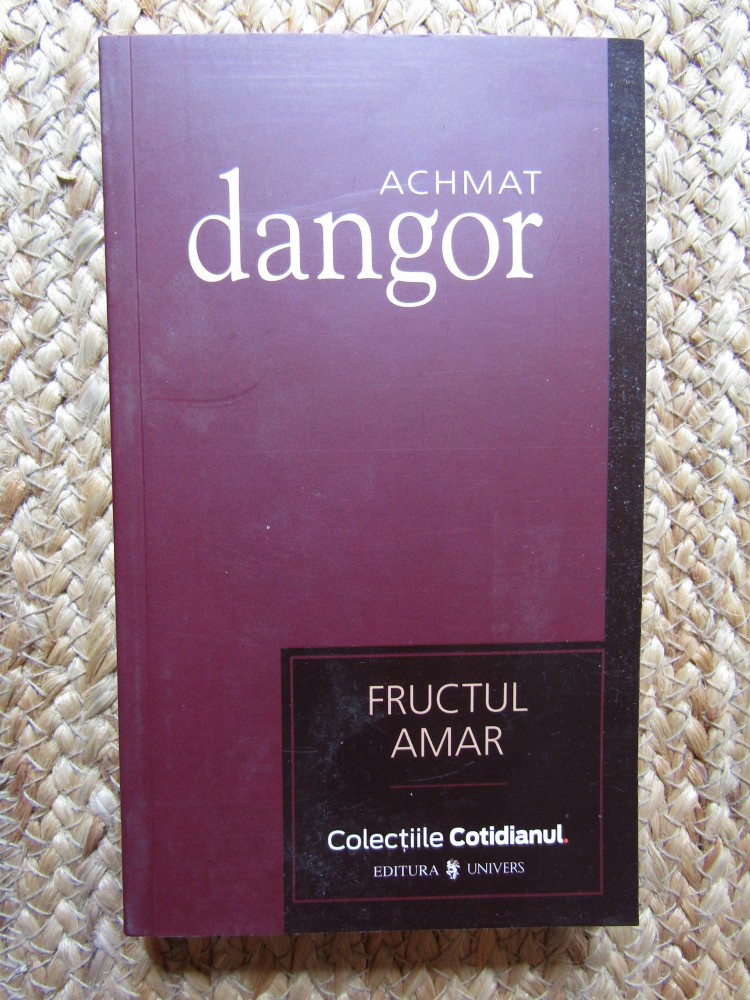 ACHMAT
dangor
FRUCTUL
AMAR
Colecțiile Cotidianul.
EDITURA UNIVERS